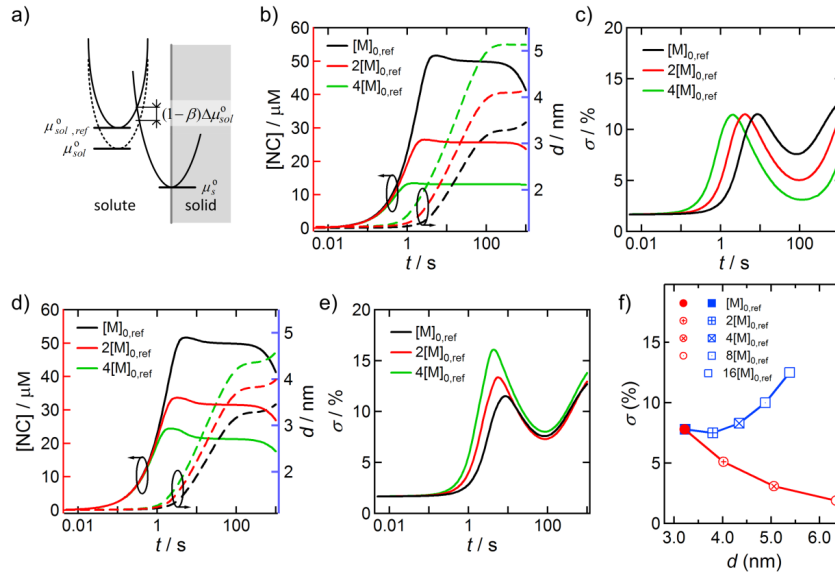 a)
(1−β)Δμ°sol
μ°sol,ref
μ°sol
μ°s
solute
solid
b)
[NC] / μM
60
50
40
30
20
10
0
[M]0,ref
2[M]0,ref
4[M]0,ref
5
4
3
2
d / nm
0.01
1
100
t / s
c)
σ / %
20
15
10
5
0
[M]0,ref
2[M]0,ref
4[M]0,ref
0.01
1
100
t / s
d)
[NC] / μM
60
50
40
30
20
10
0
[M]0,ref
2[M]0,ref
4[M]0,ref
5
4
3
2
d / nm
0.01
1
100
t / s
e)
σ / %
20
15
10
5
0
[M]0,ref
2[M]0,ref
4[M]0,ref
0.01
1
100
t / s
f)
σ (%)
15
10
5
0
[M]0,ref
2[M]0,ref
4[M]0,ref
8[M]0,ref
16[M]0,ref
3.0
4.0
5.0
6.0
d (nm)